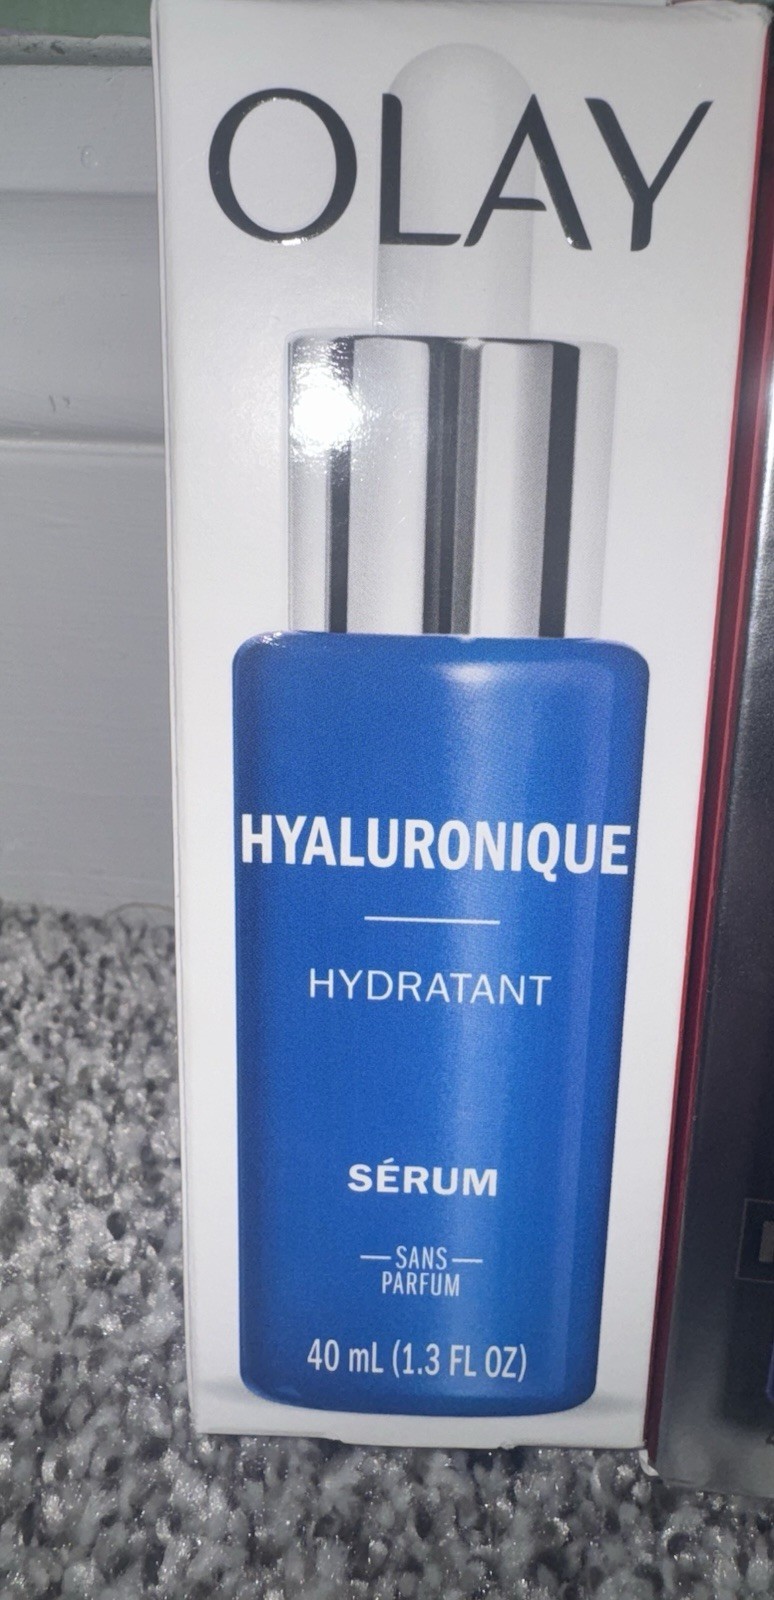 OLAY
HYALURONIQUE
HYDRATANT
SÉRUM
SANS
PARFUM
40 mL (1.3 FL OZ)